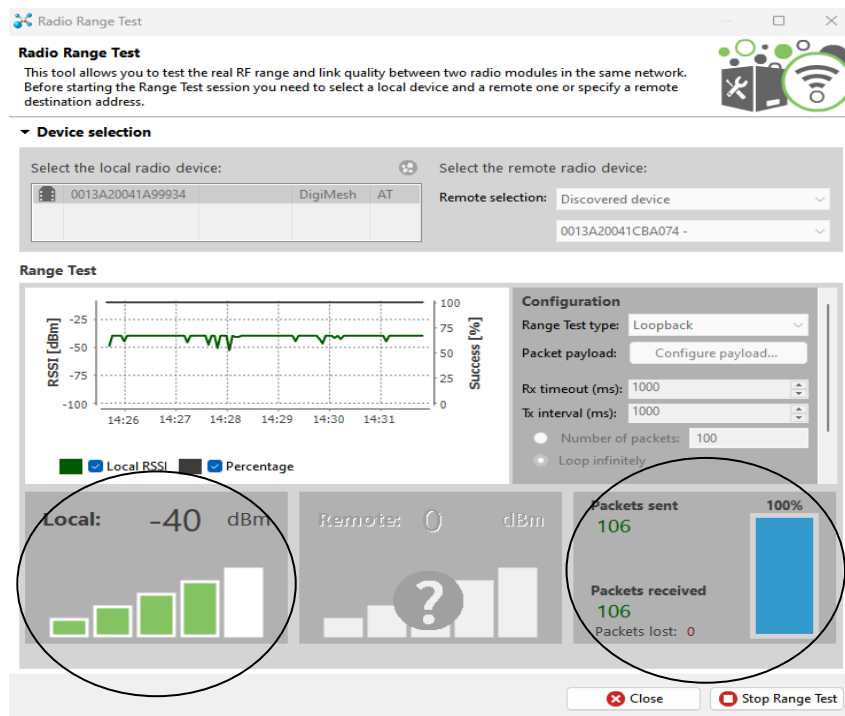 Radio Range Test
Radio Range Test
This tool allows you to test the real RF range and link quality between two radio modules in the same network.
Before starting the Range Test session you need to select a local device and a remote one or specify a remote
destination address.
Device selection
Select the local radio device:
0013A20041A99934 DigiMesh AT
Select the remote radio device:
Remote selection: Discovered device
0013A20041CBA074 -
Range Test
RSSI [dBm]
-25
-50
-75
-100
14:26 14:27 14:28 14:29 14:30 14:31
100
75
50
25
0
Success [%]
Local RSSI Percentage
Configuration
Range Test type: Loopback
Packet payload: Configure payload...
Rx timeout (ms): 1000
Tx interval (ms): 1000
Number of packets: 100
Loop infinitely
Local: -40 dBm
Remote: 0 dBm
?
Packets sent 100%
106
Packets received
106
Packets lost: 0
Close
Stop Range Test